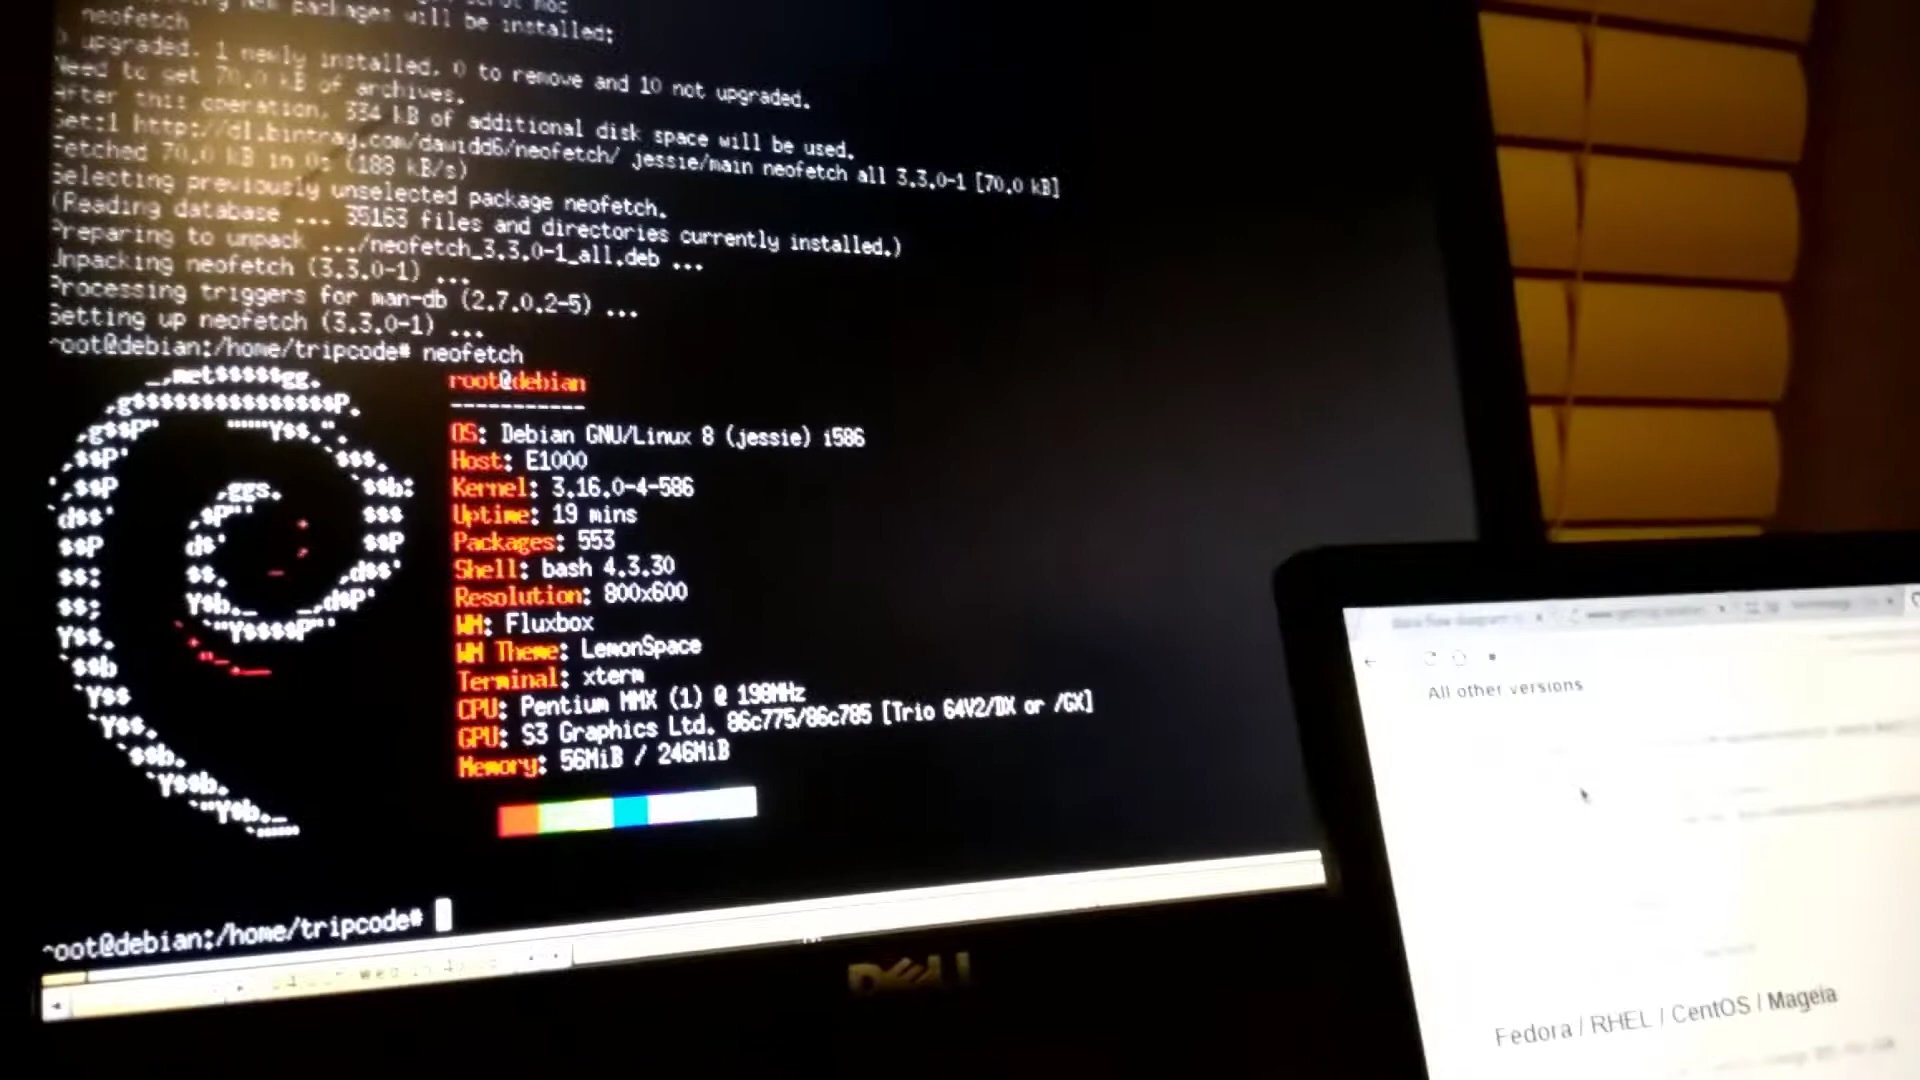 packages will be installed:
neofetch
upgraded, 1 newly installed, 0 to remove and 10 not upgraded.
Need to get 70.0 kB of archives.
After this operation, 334 kB of additional disk space will be used.
Get:1 http://dl.bintray.com/dawidd6/neofetch/ jessie/main neofetch all 3.3.0-1 [70.0 kB]
Fetched 70.0 kB in 0s (188 kB/s)
Selecting previously unselected package neofetch.
(Reading database ... 35163 files and directories currently installed.)
Preparing to unpack .../neofetch_3.3.0-1_all.deb ...
Unpacking neofetch (3.3.0-1) ...
Processing triggers for man-db (2.7.0.2-5) ...
Setting up neofetch (3.3.0-1) ...
root@debian:/home/tripcode# neofetch
root@debian
-----------
OS: Debian GNU/Linux 8 (jessie) i586
Host: E1000
Kernel: 3.16.0-4-586
Uptime: 19 mins
Packages: 553
Shell: bash 4.3.30
Resolution: 800x600
WM: Fluxbox
WM Theme: LemonSpace
Terminal: xterm
CPU: Pentium MMX (1) @ 198MHz
GPU: S3 Graphics Ltd. 86c775/86c785 [Trio 64V2/DX or /GX]
Memory: 56MiB / 246MiB
root@debian:/home/tripcode#
DELL
All other versions
Fedora / RHEL / CentOS / Mageia